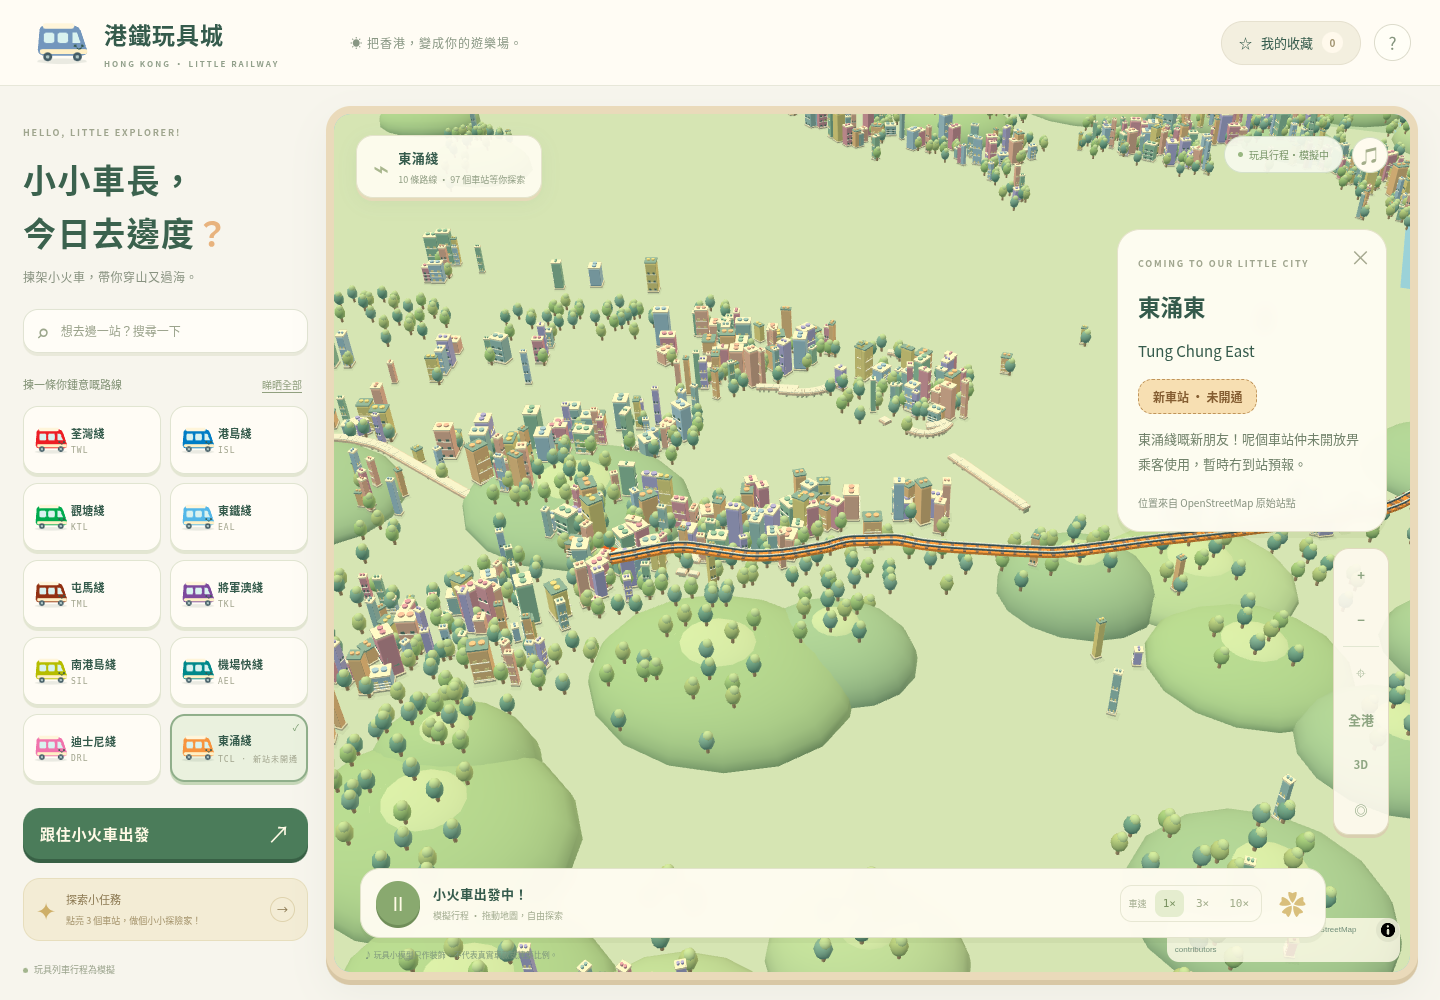 港鐵玩具城
HONG KONG · LITTLE RAILWAY
把香港，變成你的遊樂場。
我的收藏 0
?
HELLO, LITTLE EXPLORER!
小小車長，
今日去邊度？
揀架小火車，帶你穿山又過海。
想去邊一站？搜尋一下
揀一條你鍾意嘅路線
睇晒全部
荃灣綫
TWL
港島綫
ISL
觀塘綫
KTL
東鐵綫
EAL
屯馬綫
TML
將軍澳綫
TKL
南港島綫
SIL
機場快綫
AEL
迪士尼綫
DRL
東涌綫
TCL · 新站未開通
跟住小火車出發
探索小任務
點亮 3 個車站，做個小小探險家！
玩具列車行程為模擬
東涌綫
10 條路線 · 97 個車站等你探索
玩具行程 · 模擬中
COMING TO OUR LITTLE CITY
東涌東
Tung Chung East
新車站 · 未開通
東涌綫嘅新朋友！呢個車站仲未開放畀
乘客使用，暫時冇到站預報。
位置來自 OpenStreetMap 原始站點
+
−
全港
3D
小火車出發中！
模擬行程 · 拖動地圖，自由探索
車速 1× 3× 10×
streetMap
contributors